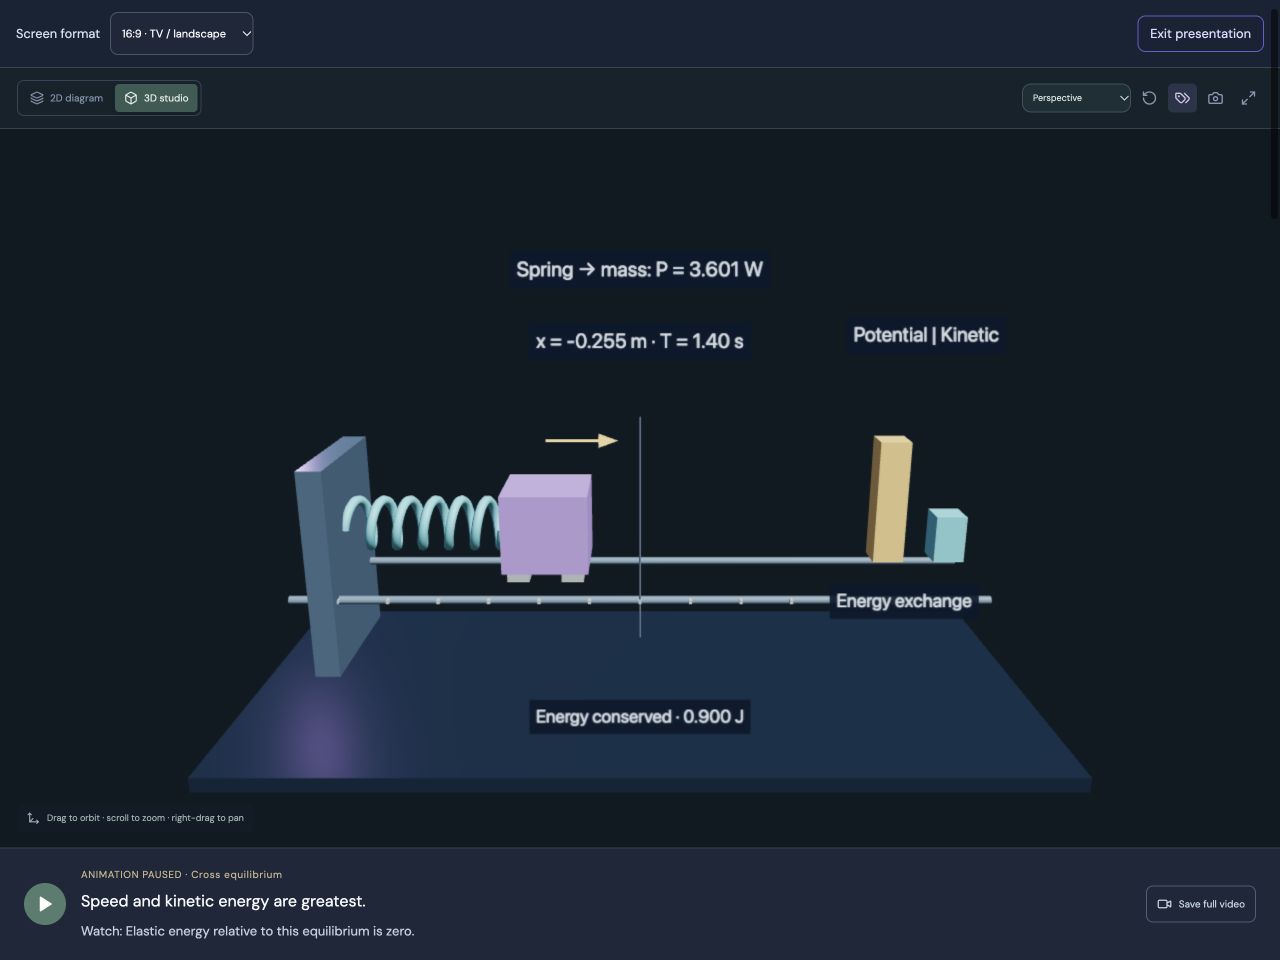 Screen format
16:9 · TV / landscape
Exit presentation
2D diagram
3D studio
Perspective
Spring → mass: P = 3.601 W
x = -0.255 m · T = 1.40 s
Potential | Kinetic
Energy exchange
Energy conserved · 0.900 J
Drag to orbit · scroll to zoom · right-drag to pan
ANIMATION PAUSED · Cross equilibrium
Speed and kinetic energy are greatest.
Watch: Elastic energy relative to this equilibrium is zero.
Save full video